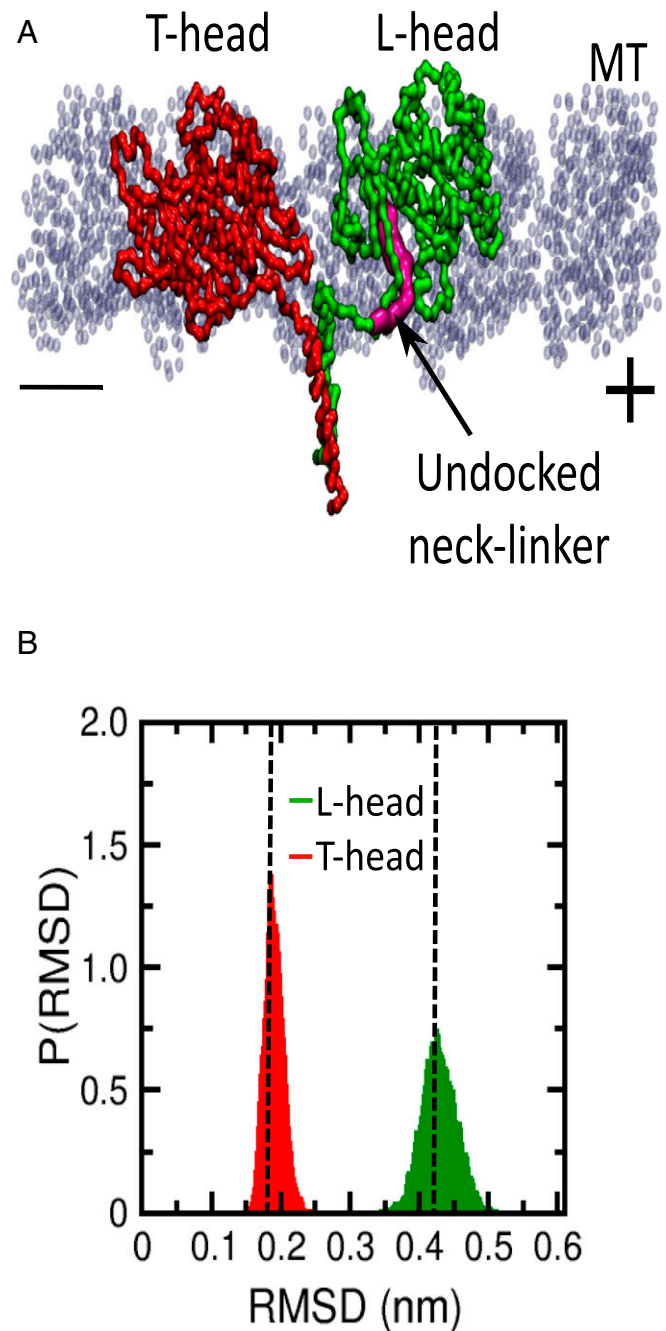 A
T-head L-head
MT
− +
Undocked
neck-linker
B
2.0
L-head
T-head
1.5
1.0
0.5
0
P(RMSD)
0 0.1 0.2 0.3 0.4 0.5 0.6
RMSD (nm)